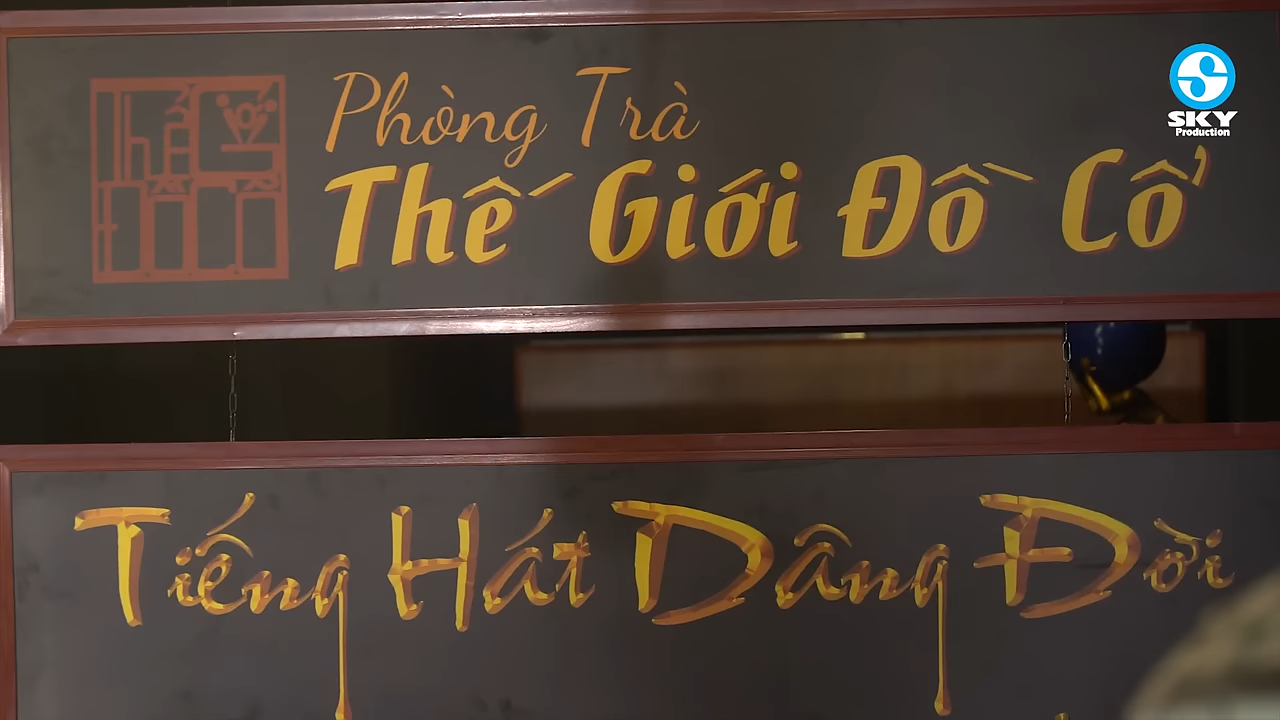 Phòng Trà
Thế Giới Đồ Cổ
SKY
Production
Tiếng Hát Dâng Đời